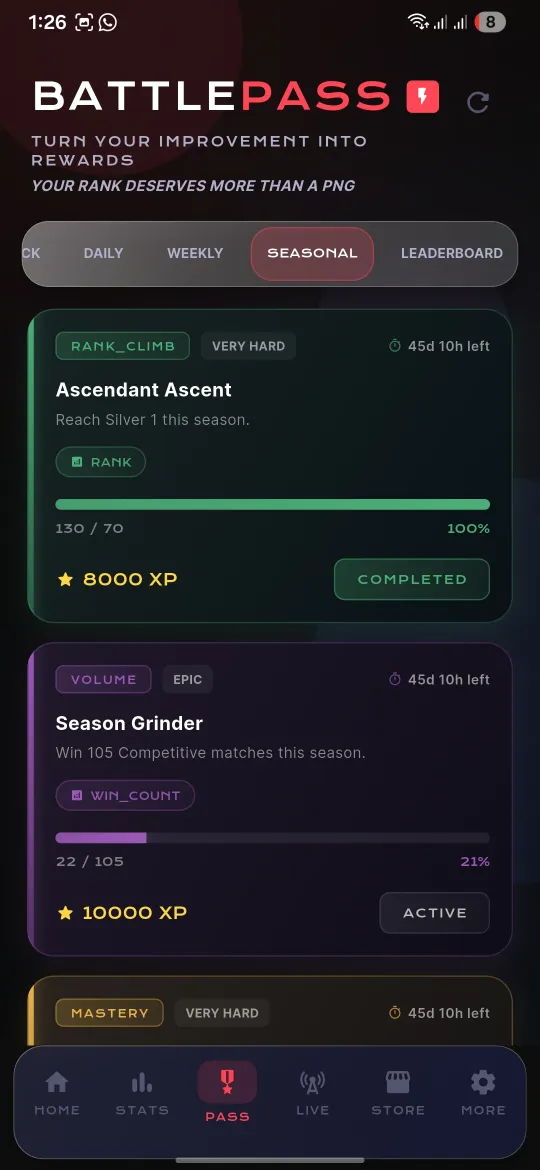 1:26
8
BATTLEPASS
TURN YOUR IMPROVEMENT INTO
REWARDS
YOUR RANK DESERVES MORE THAN A PNG
CK DAILY WEEKLY SEASONAL LEADERBOARD
RANK_CLIMB VERY HARD 45d 10h left
Ascendant Ascent
Reach Silver 1 this season.
RANK
130 / 70 100%
8000 XP COMPLETED
VOLUME EPIC 45d 10h left
Season Grinder
Win 105 Competitive matches this season.
WIN_COUNT
22 / 105 21%
10000 XP ACTIVE
MASTERY VERY HARD 45d 10h left
HOME STATS PASS LIVE STORE MORE